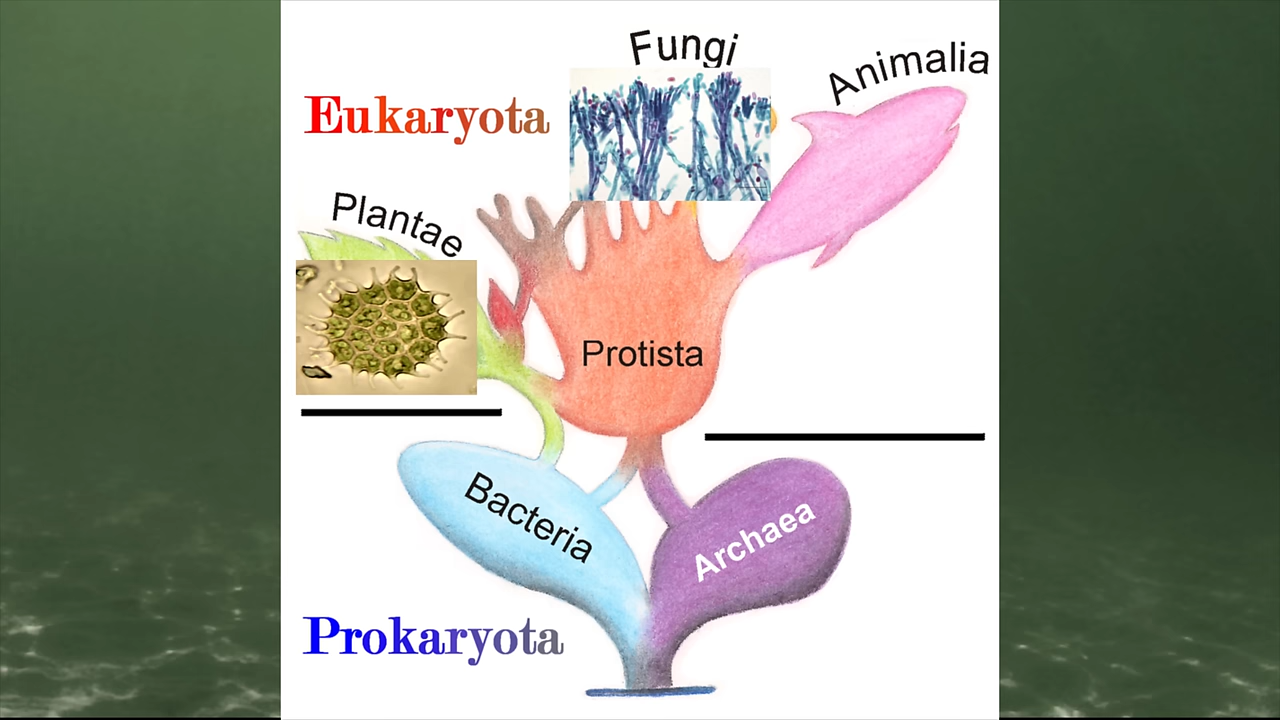 Fungi
Animalia
Eukaryota
Plantae
Protista
Bacteria
Archaea
Prokaryota